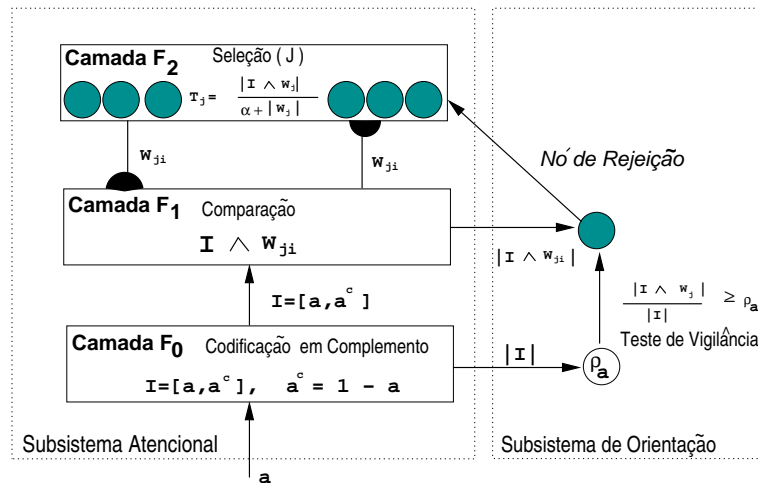 Camada F2
Seleção ( J )
Tj = |I ∧ wj| / α + |wj|
wji
wji
Nó de Rejeição
Camada F1
Comparação
I ∧ wji
|I ∧ wji|
I=[a,a^c]
|I ∧ wj| / |I| ≥ ρa
Teste de Vigilância
Camada F0
Codificação em Complemento
I=[a,a^c], a^c = 1 - a
|I|
ρa
Subsistema Atencional
Subsistema de Orientação
a